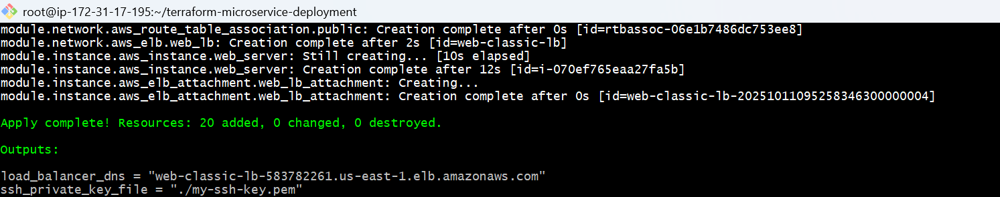 root@ip-172-31-17-195:~/terraform-microservice-deployment
module.network.aws_route_table_association.public: Creation complete after 0s [id=rtbassoc-06e1b7486dc753ee8]
module.network.aws_elb.web_lb: Creation complete after 2s [id=web-classic-lb]
module.instance.aws_instance.web_server: Still creating... [10s elapsed]
module.instance.aws_instance.web_server: Creation complete after 12s [id=i-070ef765eaa27fa5b]
module.instance.aws_elb_attachment.web_lb_attachment: Creating...
module.instance.aws_elb_attachment.web_lb_attachment: Creation complete after 0s [id=web-classic-lb-20251011095258346300000004]
Apply complete! Resources: 20 added, 0 changed, 0 destroyed.
Outputs:
load_balancer_dns = "web-classic-lb-583782261.us-east-1.elb.amazonaws.com"
ssh_private_key_file = "./my-ssh-key.pem"